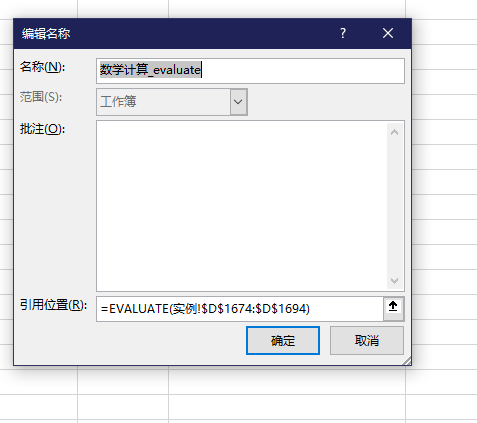 编辑名称
?
名称(N):
数学计算_evaluate
范围(S):
工作簿
批注(O):
引用位置(R):
=EVALUATE(实例!$D$1674:$D$1694)
确定
取消